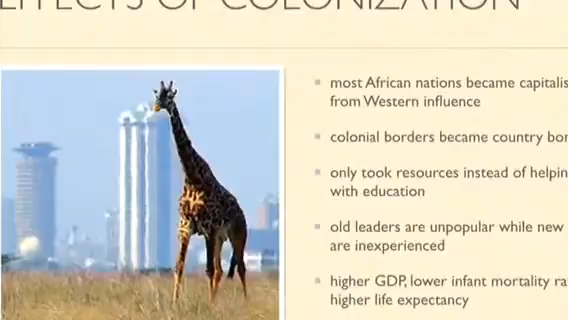 EFFECTS OF COLONIZATION
most African nations became capitalis
from Western influence
colonial borders became country bor
only took resources instead of helpin
with education
old leaders are unpopular while new
are inexperienced
higher GDP, lower infant mortality ra
higher life expectancy